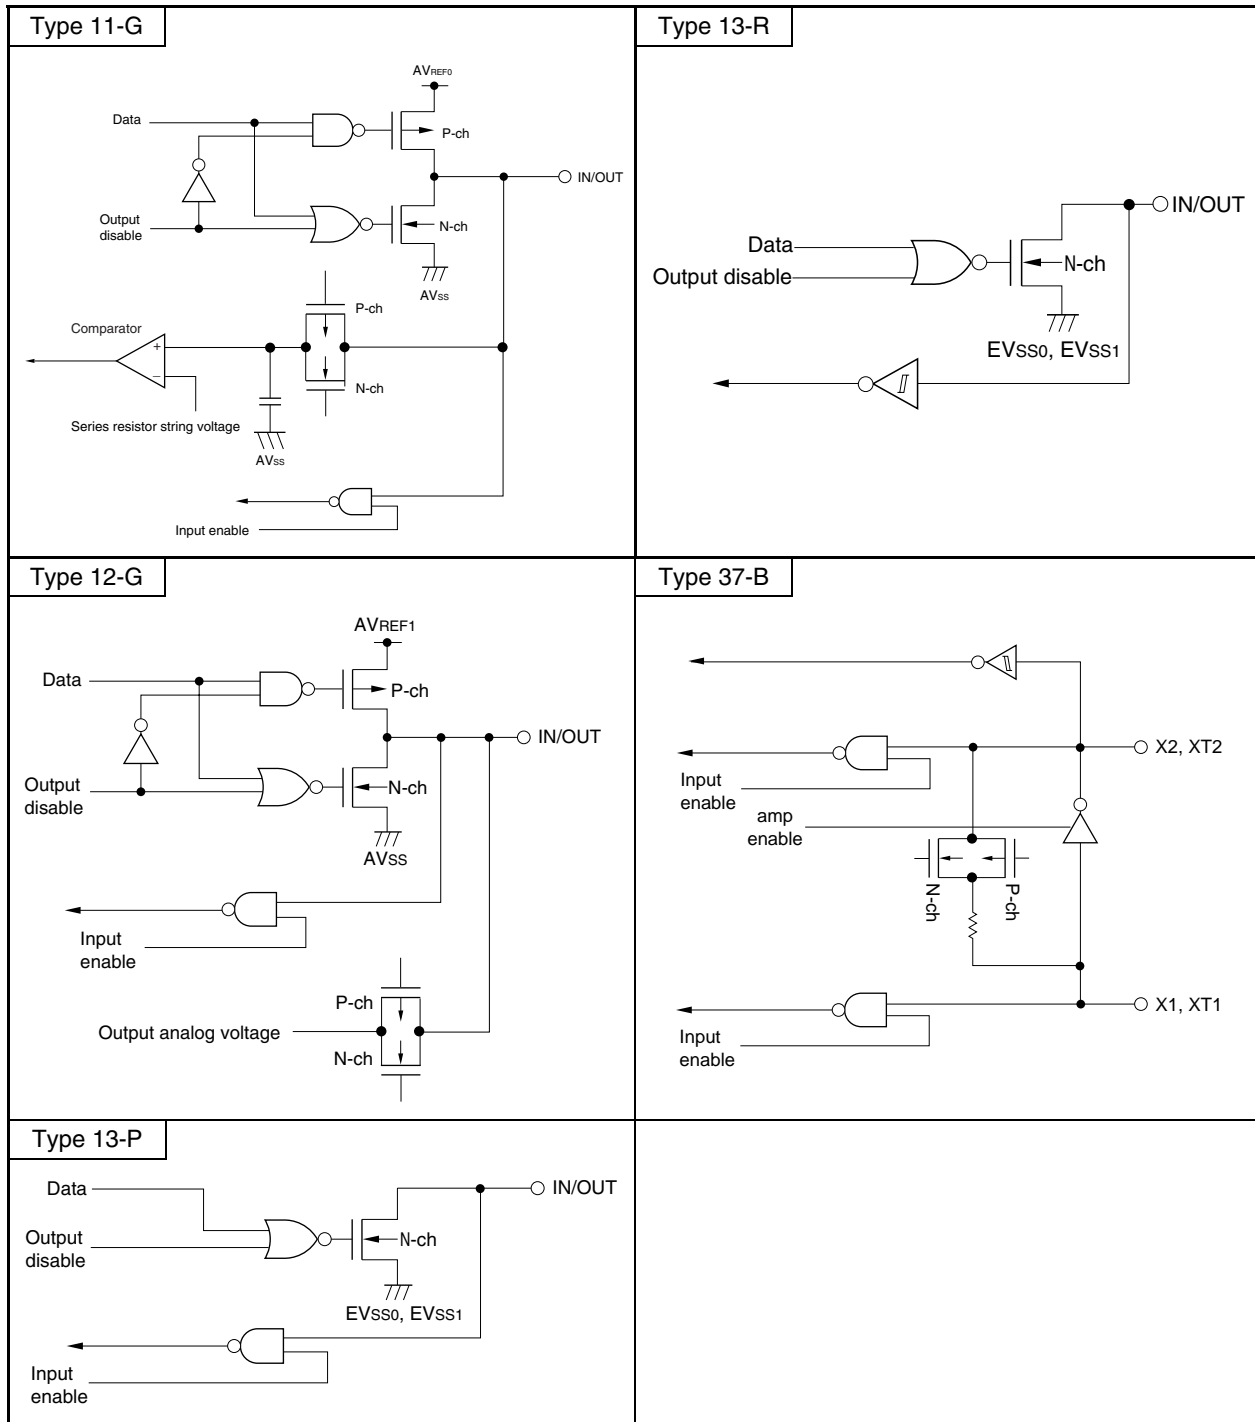 Type 11-G
AVREF0
Data
P-ch
IN/OUT
Output
disable
N-ch
AVSS
P-ch
Comparator
+
−
N-ch
Series resistor string voltage
AVSS
Input enable
Type 13-R
IN/OUT
Data
N-ch
Output disable
EVSS0, EVSS1
Type 12-G
AVREF1
Data
P-ch
IN/OUT
Output
disable
N-ch
AVSS
Input
enable
P-ch
Output analog voltage
N-ch
Type 37-B
X2, XT2
Input
enable
amp
enable
N-ch
P-ch
X1, XT1
Input
enable
Type 13-P
Data
IN/OUT
Output
disable
N-ch
EVSS0, EVSS1
Input
enable